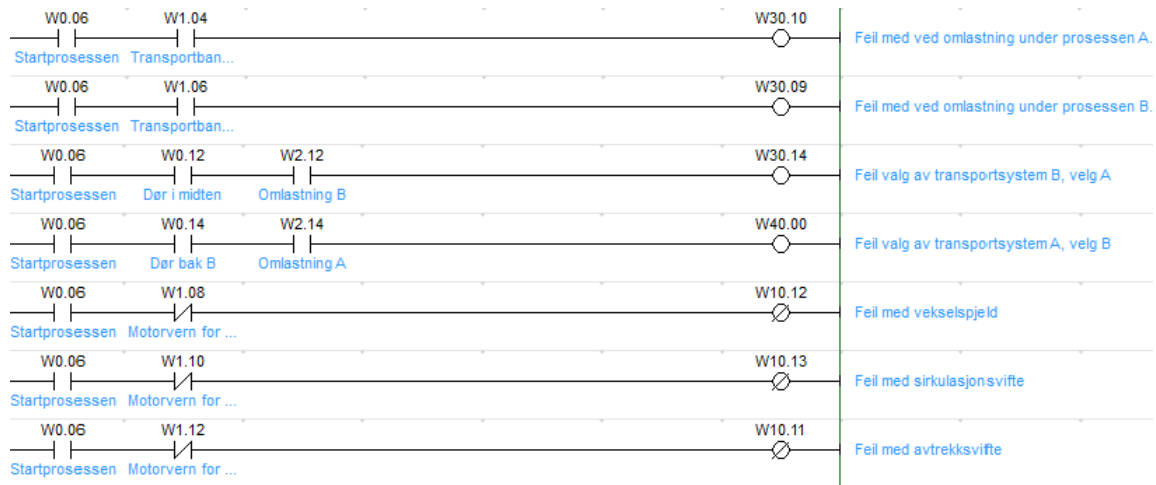 W0.06 W1.04 W30.10
Feil med ved omlastning under prosessen A.
Startprosessen Transportban...
W0.06 W1.06 W30.09
Feil med ved omlastning under prosessen B.
Startprosessen Transportban...
W0.06 W0.12 W2.12 W30.14
Feil valg av transportsystem B, velg A
Startprosessen Dør i midten Omlastning B
W0.06 W0.14 W2.14 W40.00
Feil valg av transportsystem A, velg B
Startprosessen Dør bak B Omlastning A
W0.06 W1.08 W10.12
Feil med vekselspjeld
Startprosessen Motorvern for ...
W0.06 W1.10 W10.13
Feil med sirkulasjonsvifte
Startprosessen Motorvern for ...
W0.06 W1.12 W10.11
Feil med avtrekksvifte
Startprosessen Motorvern for ...